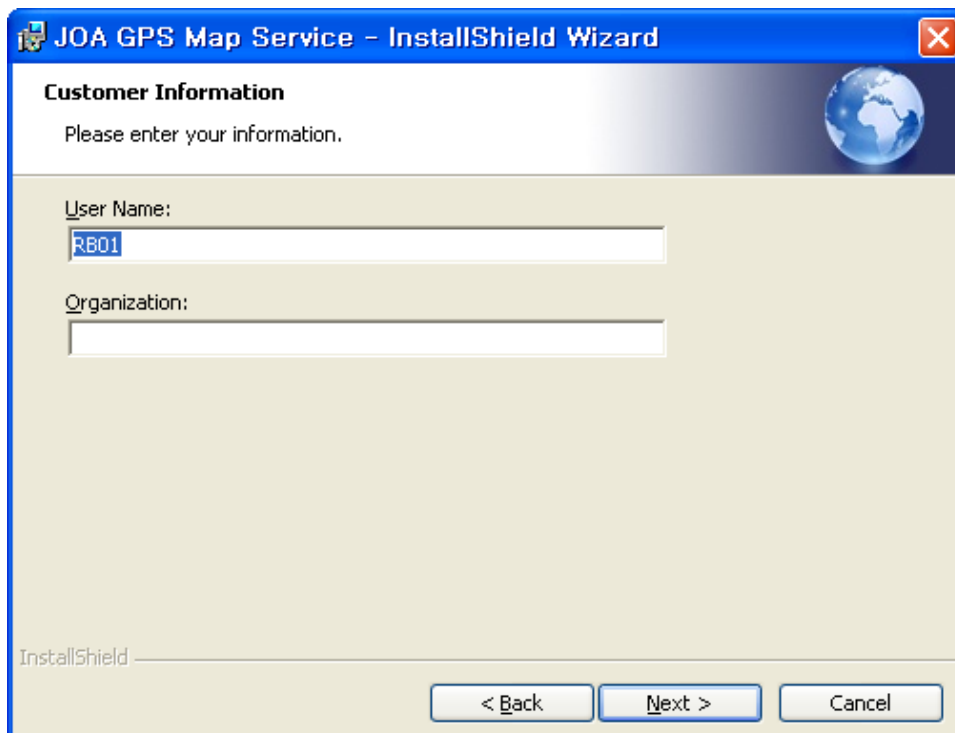 JOA GPS Map Service - InstallShield Wizard
Customer Information
Please enter your information.
User Name:
RB01
Organization:
InstallShield
< Back
Next >
Cancel